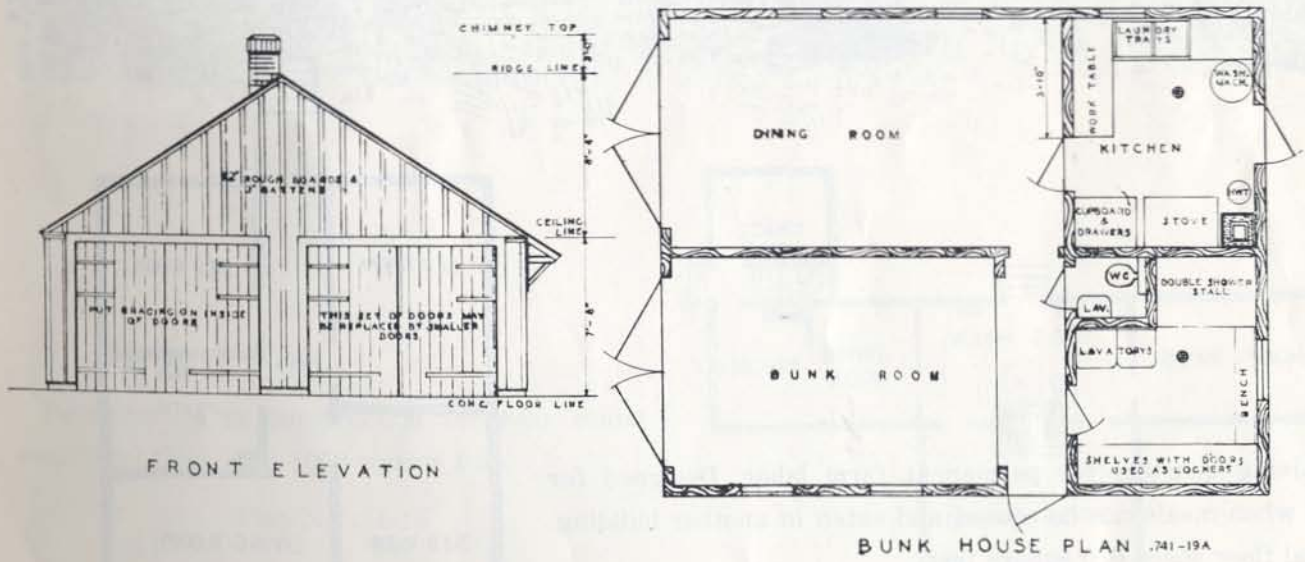 CHIMNEY TOP
RIDGE LINE
8'-4"
12" ROUGH BOARDS &
3" BATTENS
CEILING
LINE
PUT BRACING ON INSIDE
OF DOORS
THIS SET OF DOORS MAY
BE REPLACED BY SMALLER
DOORS
7'-8"
CONC. FLOOR LINE
FRONT ELEVATION
LAUNDRY
TRAYS
WORK TABLE
WASH.
MACH.
3-10"
DINING ROOM
KITCHEN
HWT
CUPBOARD
&
DRAWERS
STOVE
WC
LAV.
DOUBLE SHOWER
STALL
LAVATORYS
BUNK ROOM
BENCH
SHELVES WITH DOORS
USED AS LOCKERS
BUNK HOUSE PLAN .741-19A